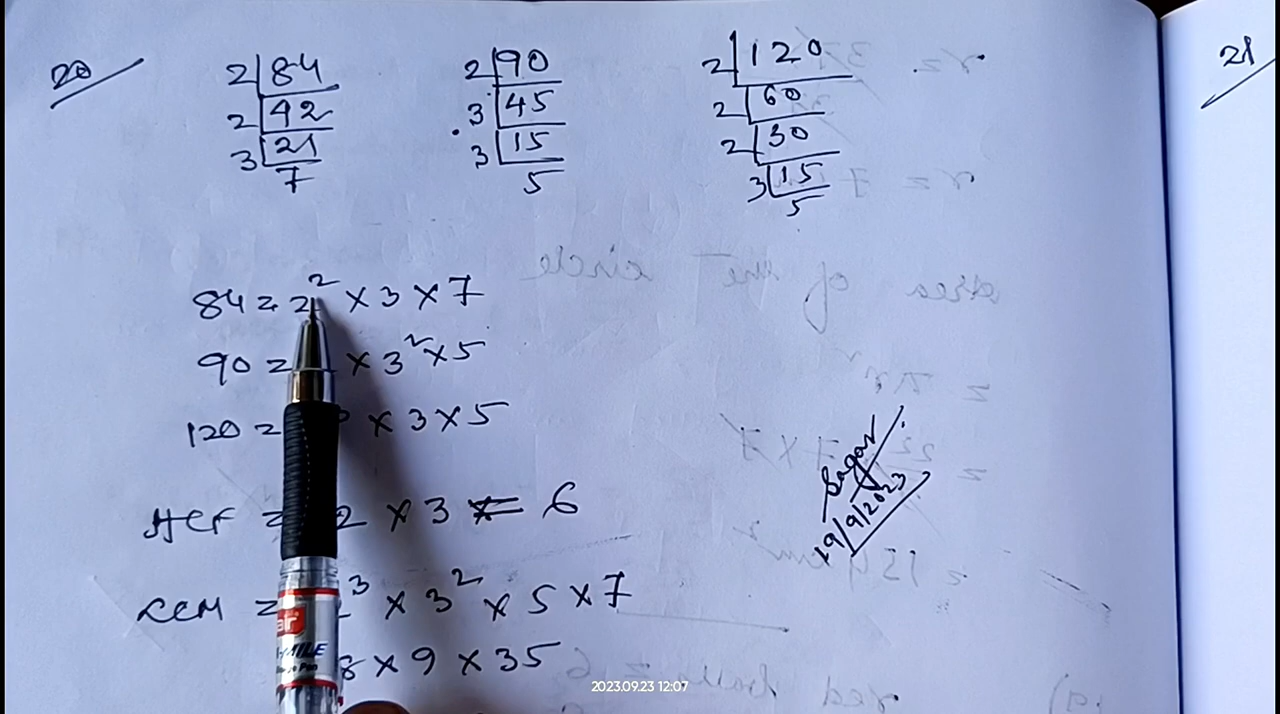 20
2 | 84
2 | 42
3 | 21
7
2 | 90
3 | 45
3 | 15
5
2 | 120
2 | 60
2 | 30
3 | 15
5
21
84 = 2² × 3 × 7
90 = × 3² × 5
120 = × 3 × 5
HCF = 2 × 3 = 6
LCM = 2³ × 3² × 5 × 7
8 × 9 × 35
Sagar
19/9/2023
2023.09.23 12:07